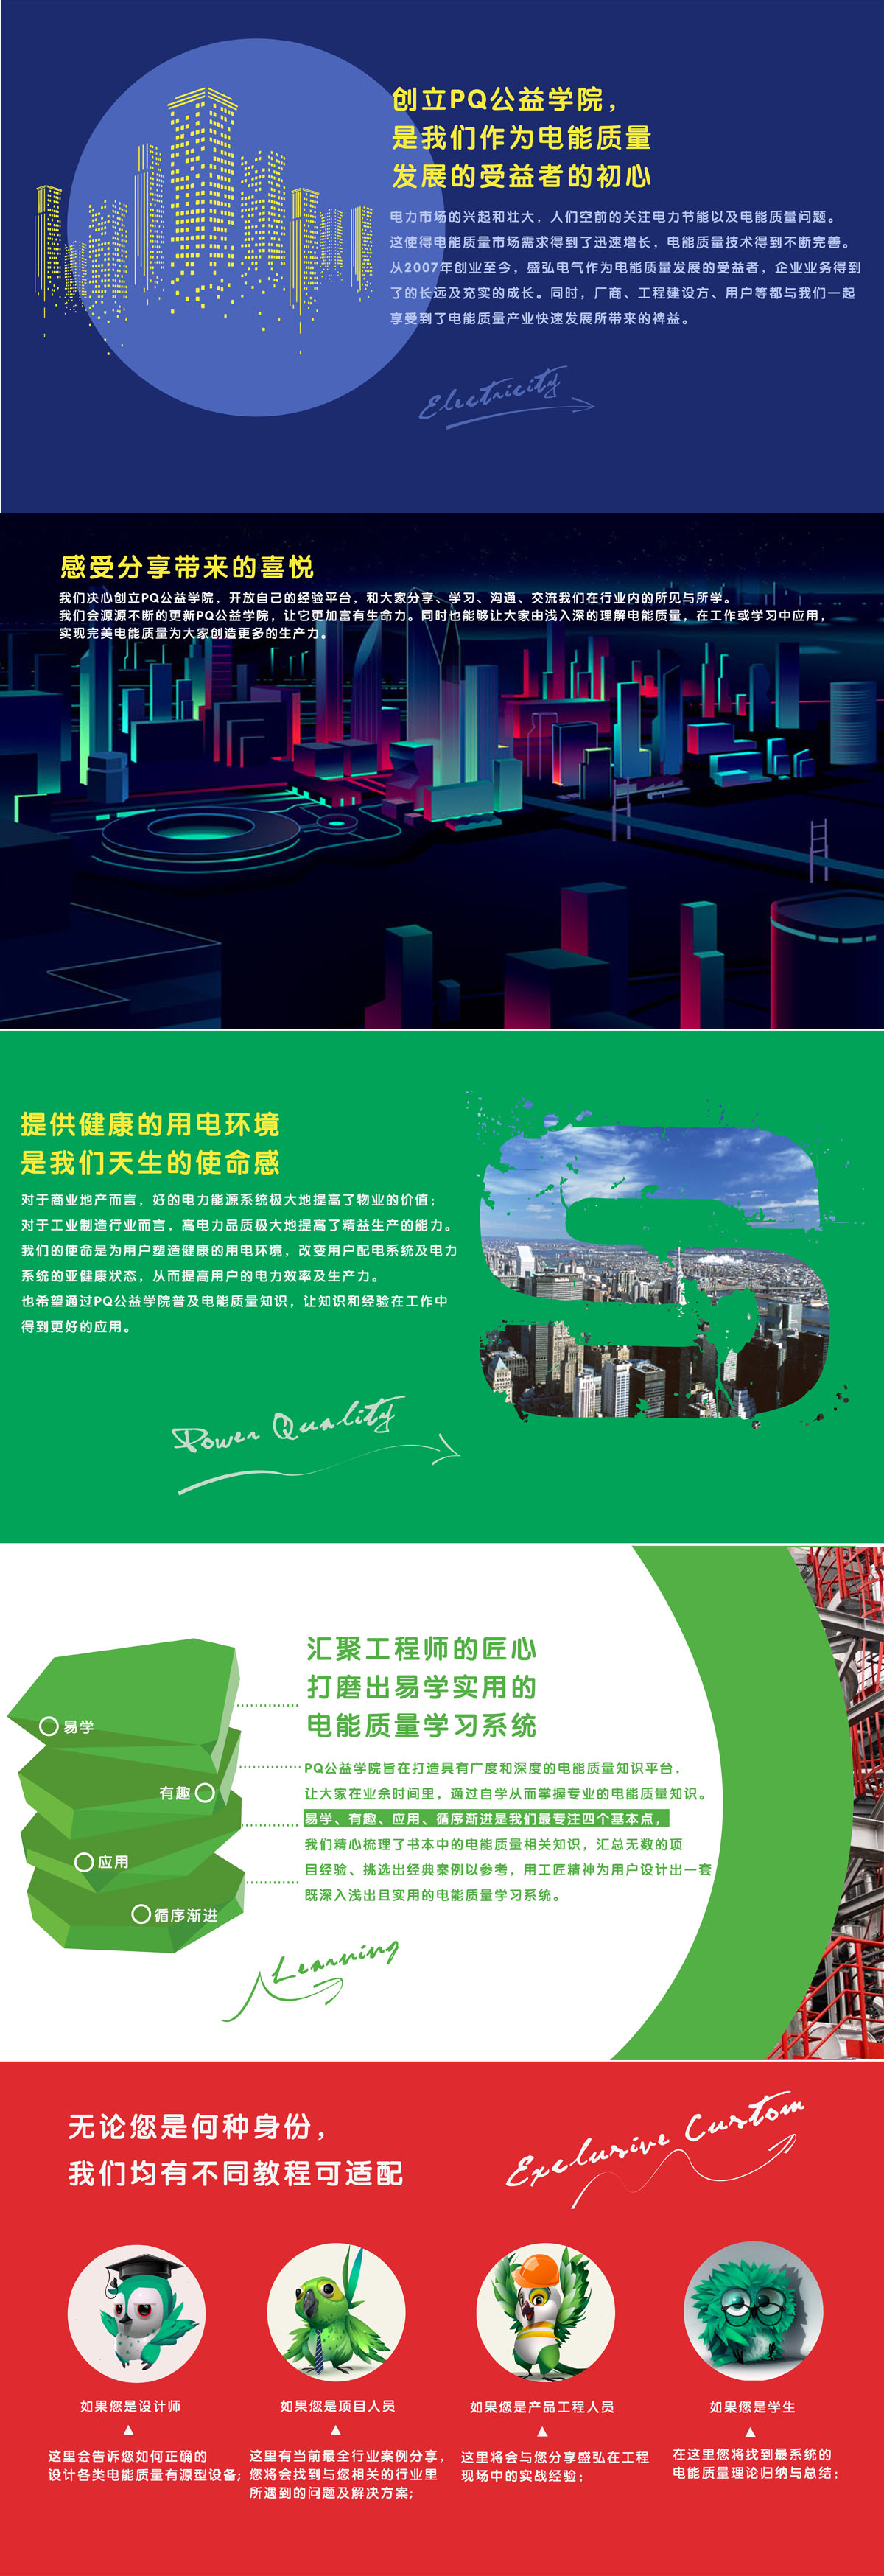 创立PQ公益学院，
是我们作为电能质量
发展的受益者的初心
电力市场的兴起和壮大，人们空前的关注电力节能以及电能质量问题。
这使得电能质量市场需求得到了迅速增长，电能质量技术得到不断完善。
从2007年创业至今，盛弘电气作为电能质量发展的受益者，企业业务得到
了的长远及充实的成长。同时，厂商、工程建设方、用户等都与我们一起
享受到了电能质量产业快速发展所带来的裨益。
Electricity
感受分享带来的喜悦
我们决心创立PQ公益学院，开放自己的经验平台，和大家分享、学习、沟通、交流我们在行业内的所见与所学。
我们会源源不断的更新PQ公益学院，让它更加富有生命力。同时也能够让大家由浅入深的理解电能质量，在工作或学习中应用，
实现完美电能质量为大家创造更多的生产力。
提供健康的用电环境
是我们天生的使命感
对于商业地产而言，好的电力能源系统极大地提高了物业的价值；
对于工业制造行业而言，高电力品质极大地提高了精益生产的能力。
我们的使命是为用户塑造健康的用电环境，改变用户配电系统及电力
系统的亚健康状态，从而提高用户的电力效率及生产力。
也希望通过PQ公益学院普及电能质量知识，让知识和经验在工作中
得到更好的应用。
Power Quality
汇聚工程师的匠心
打磨出易学实用的
电能质量学习系统
易学
有趣
应用
循序渐进
PQ公益学院旨在打造具有广度和深度的电能质量知识平台，
让大家在业余时间里，通过自学从而掌握专业的电能质量知识。
易学、有趣、应用、循序渐进是我们最专注四个基本点，
我们精心梳理了书本中的电能质量相关知识，汇总无数的项
目经验、挑选出经典案例以参考，用工匠精神为用户设计出一套
既深入浅出且实用的电能质量学习系统。
Learning
无论您是何种身份，
我们均有不同教程可适配
Exclusive Custom
如果您是设计师
这里会告诉您如何正确的
设计各类电能质量有源型设备；
如果您是项目人员
这里有当前最全行业案例分享，
您将会找到与您相关的行业里
所遇到的问题及解决方案；
如果您是产品工程人员
这里将会与您分享盛弘在工程
现场中的实战经验；
如果您是学生
在这里您将找到最系统的
电能质量理论归纳与总结；